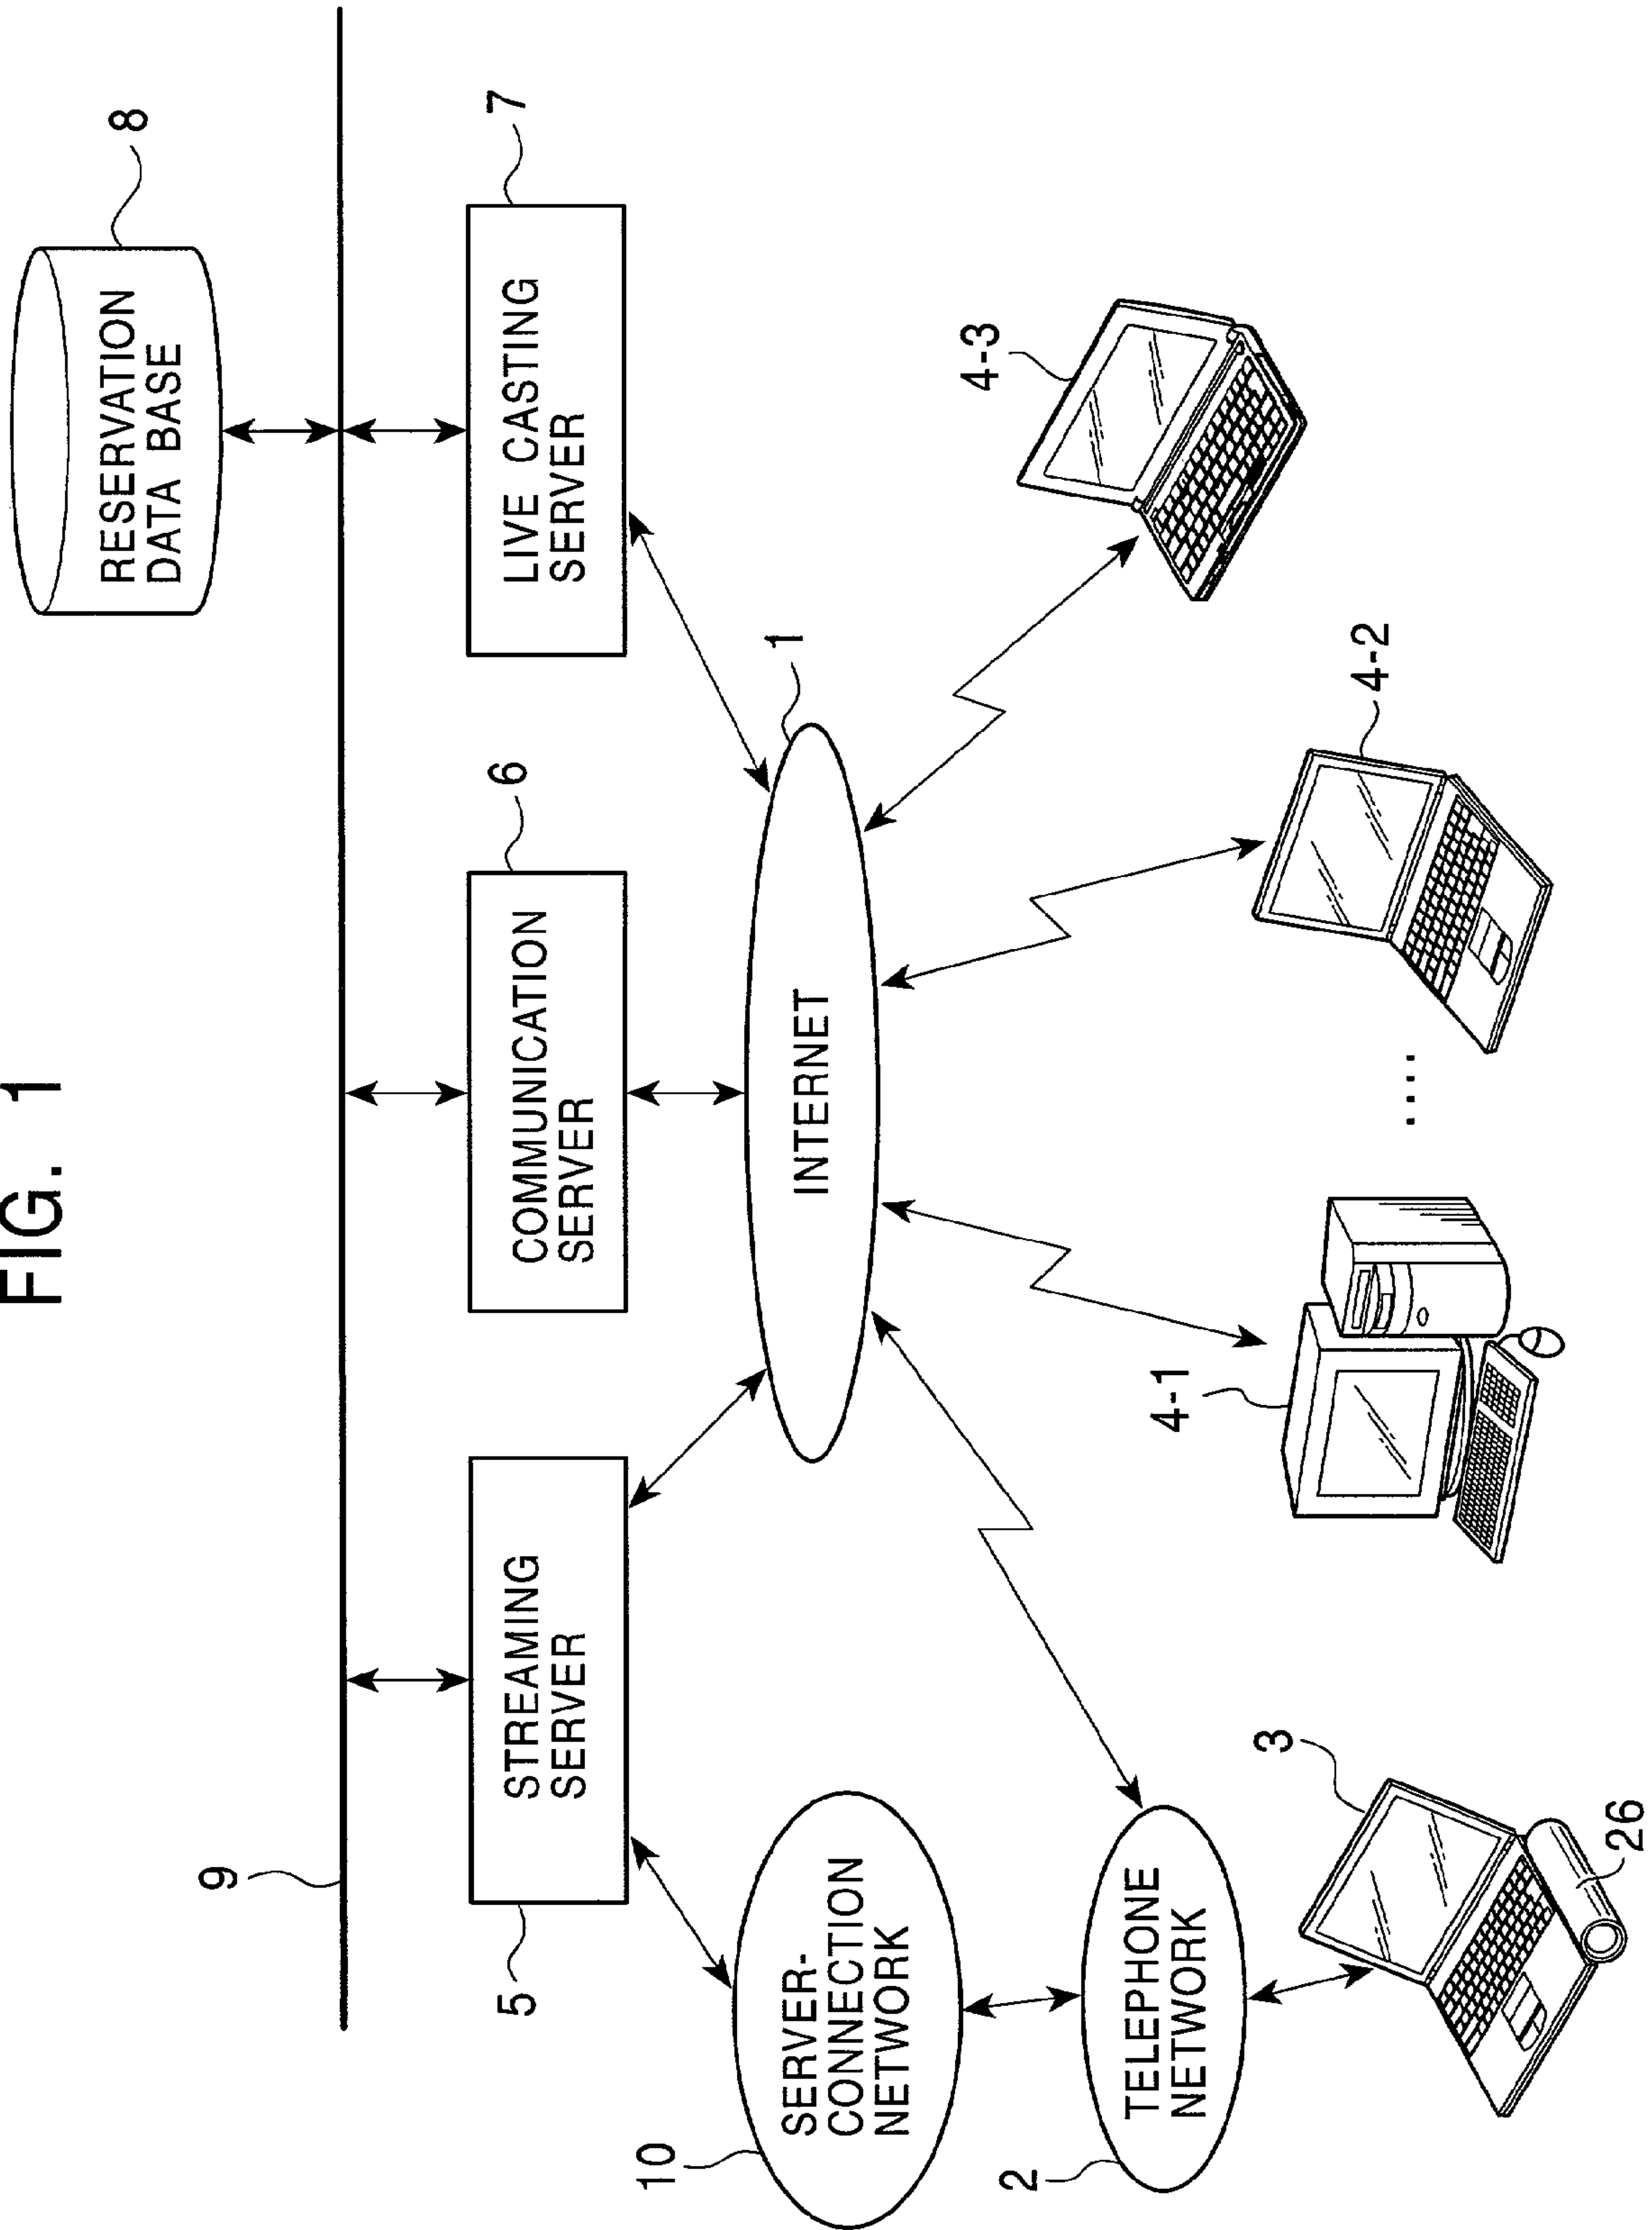 FIG. 1
RESERVATION
DATA BASE
8
9
STREAMING
SERVER
5
COMMUNICATION
SERVER
6
LIVE CASTING
SERVER
7
SERVER-
CONNECTION
NETWORK
10
INTERNET
1
TELEPHONE
NETWORK
2
3
26
4-1
4-2
4-3